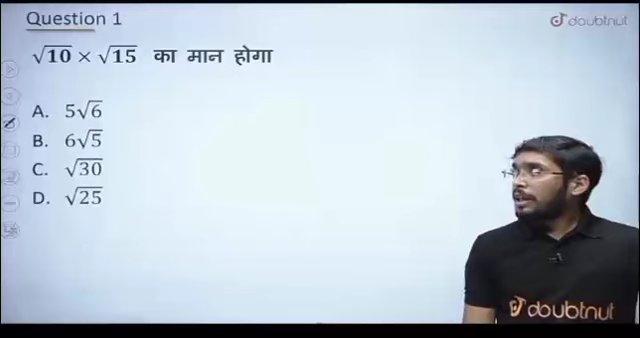 Question 1
doubtnut
√10 × √15 का मान होगा
A. 5√6
B. 6√5
C. √30
D. √25
doubtnut